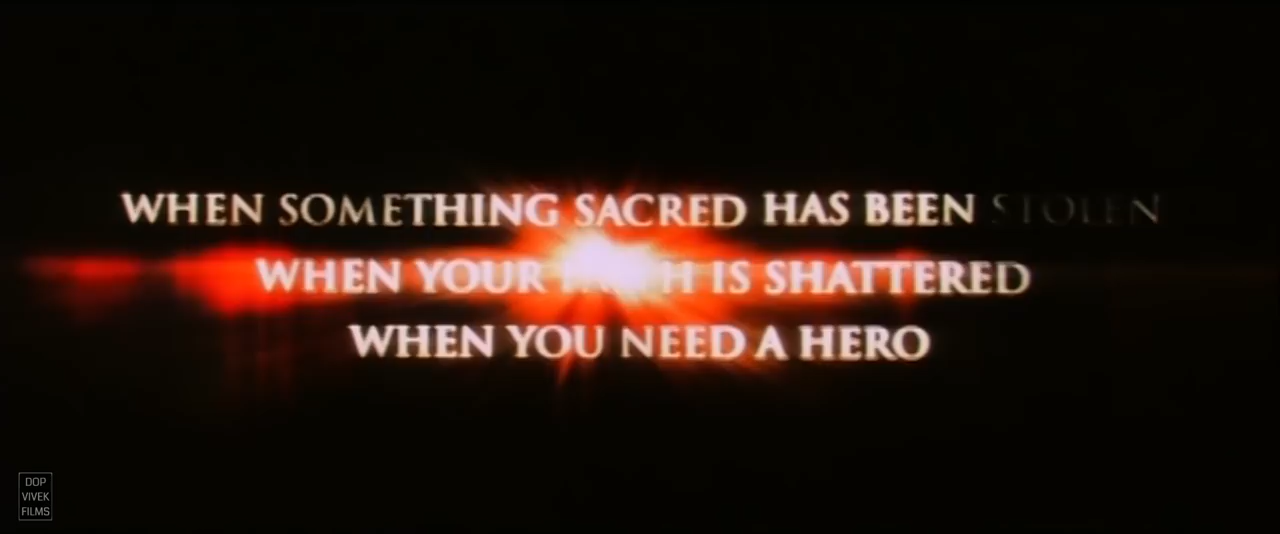 WHEN SOMETHING SACRED HAS BEEN STOLEN
WHEN YOUR IS SHATTERED
WHEN YOU NEED A HERO
DOP
VIVEK
FILMS